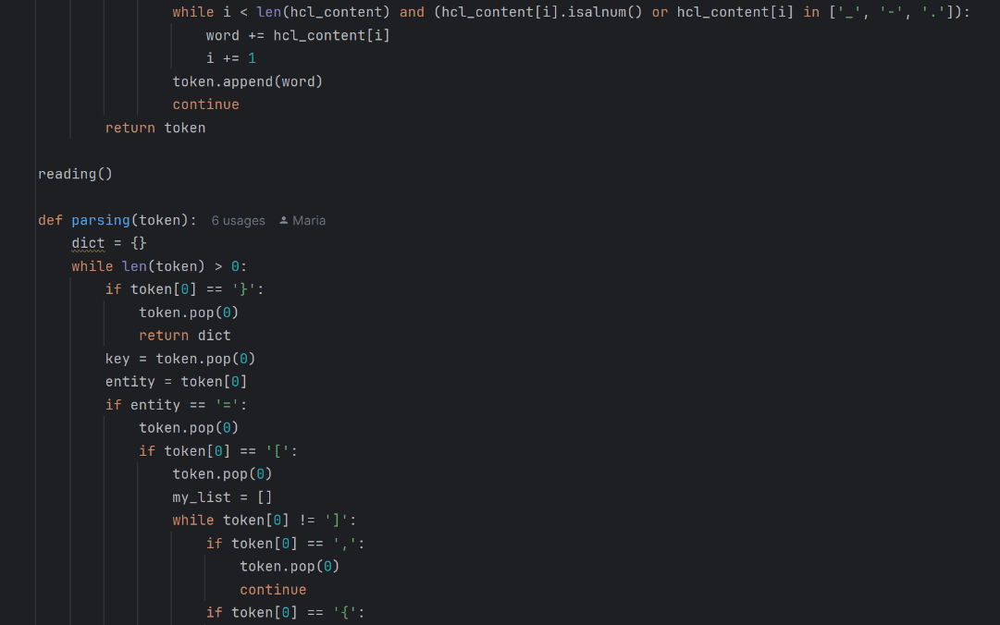 while i < len(hcl_content) and (hcl_content[i].isalnum() or hcl_content[i] in ['_', '-', '.']):
word += hcl_content[i]
i += 1
token.append(word)
continue
return token
reading()
def parsing(token): 6 usages Maria
dict = {}
while len(token) > 0:
if token[0] == '}':
token.pop(0)
return dict
key = token.pop(0)
entity = token[0]
if entity == '=':
token.pop(0)
if token[0] == '[':
token.pop(0)
my_list = []
while token[0] != ']':
if token[0] == ',':
token.pop(0)
continue
if token[0] == '{':